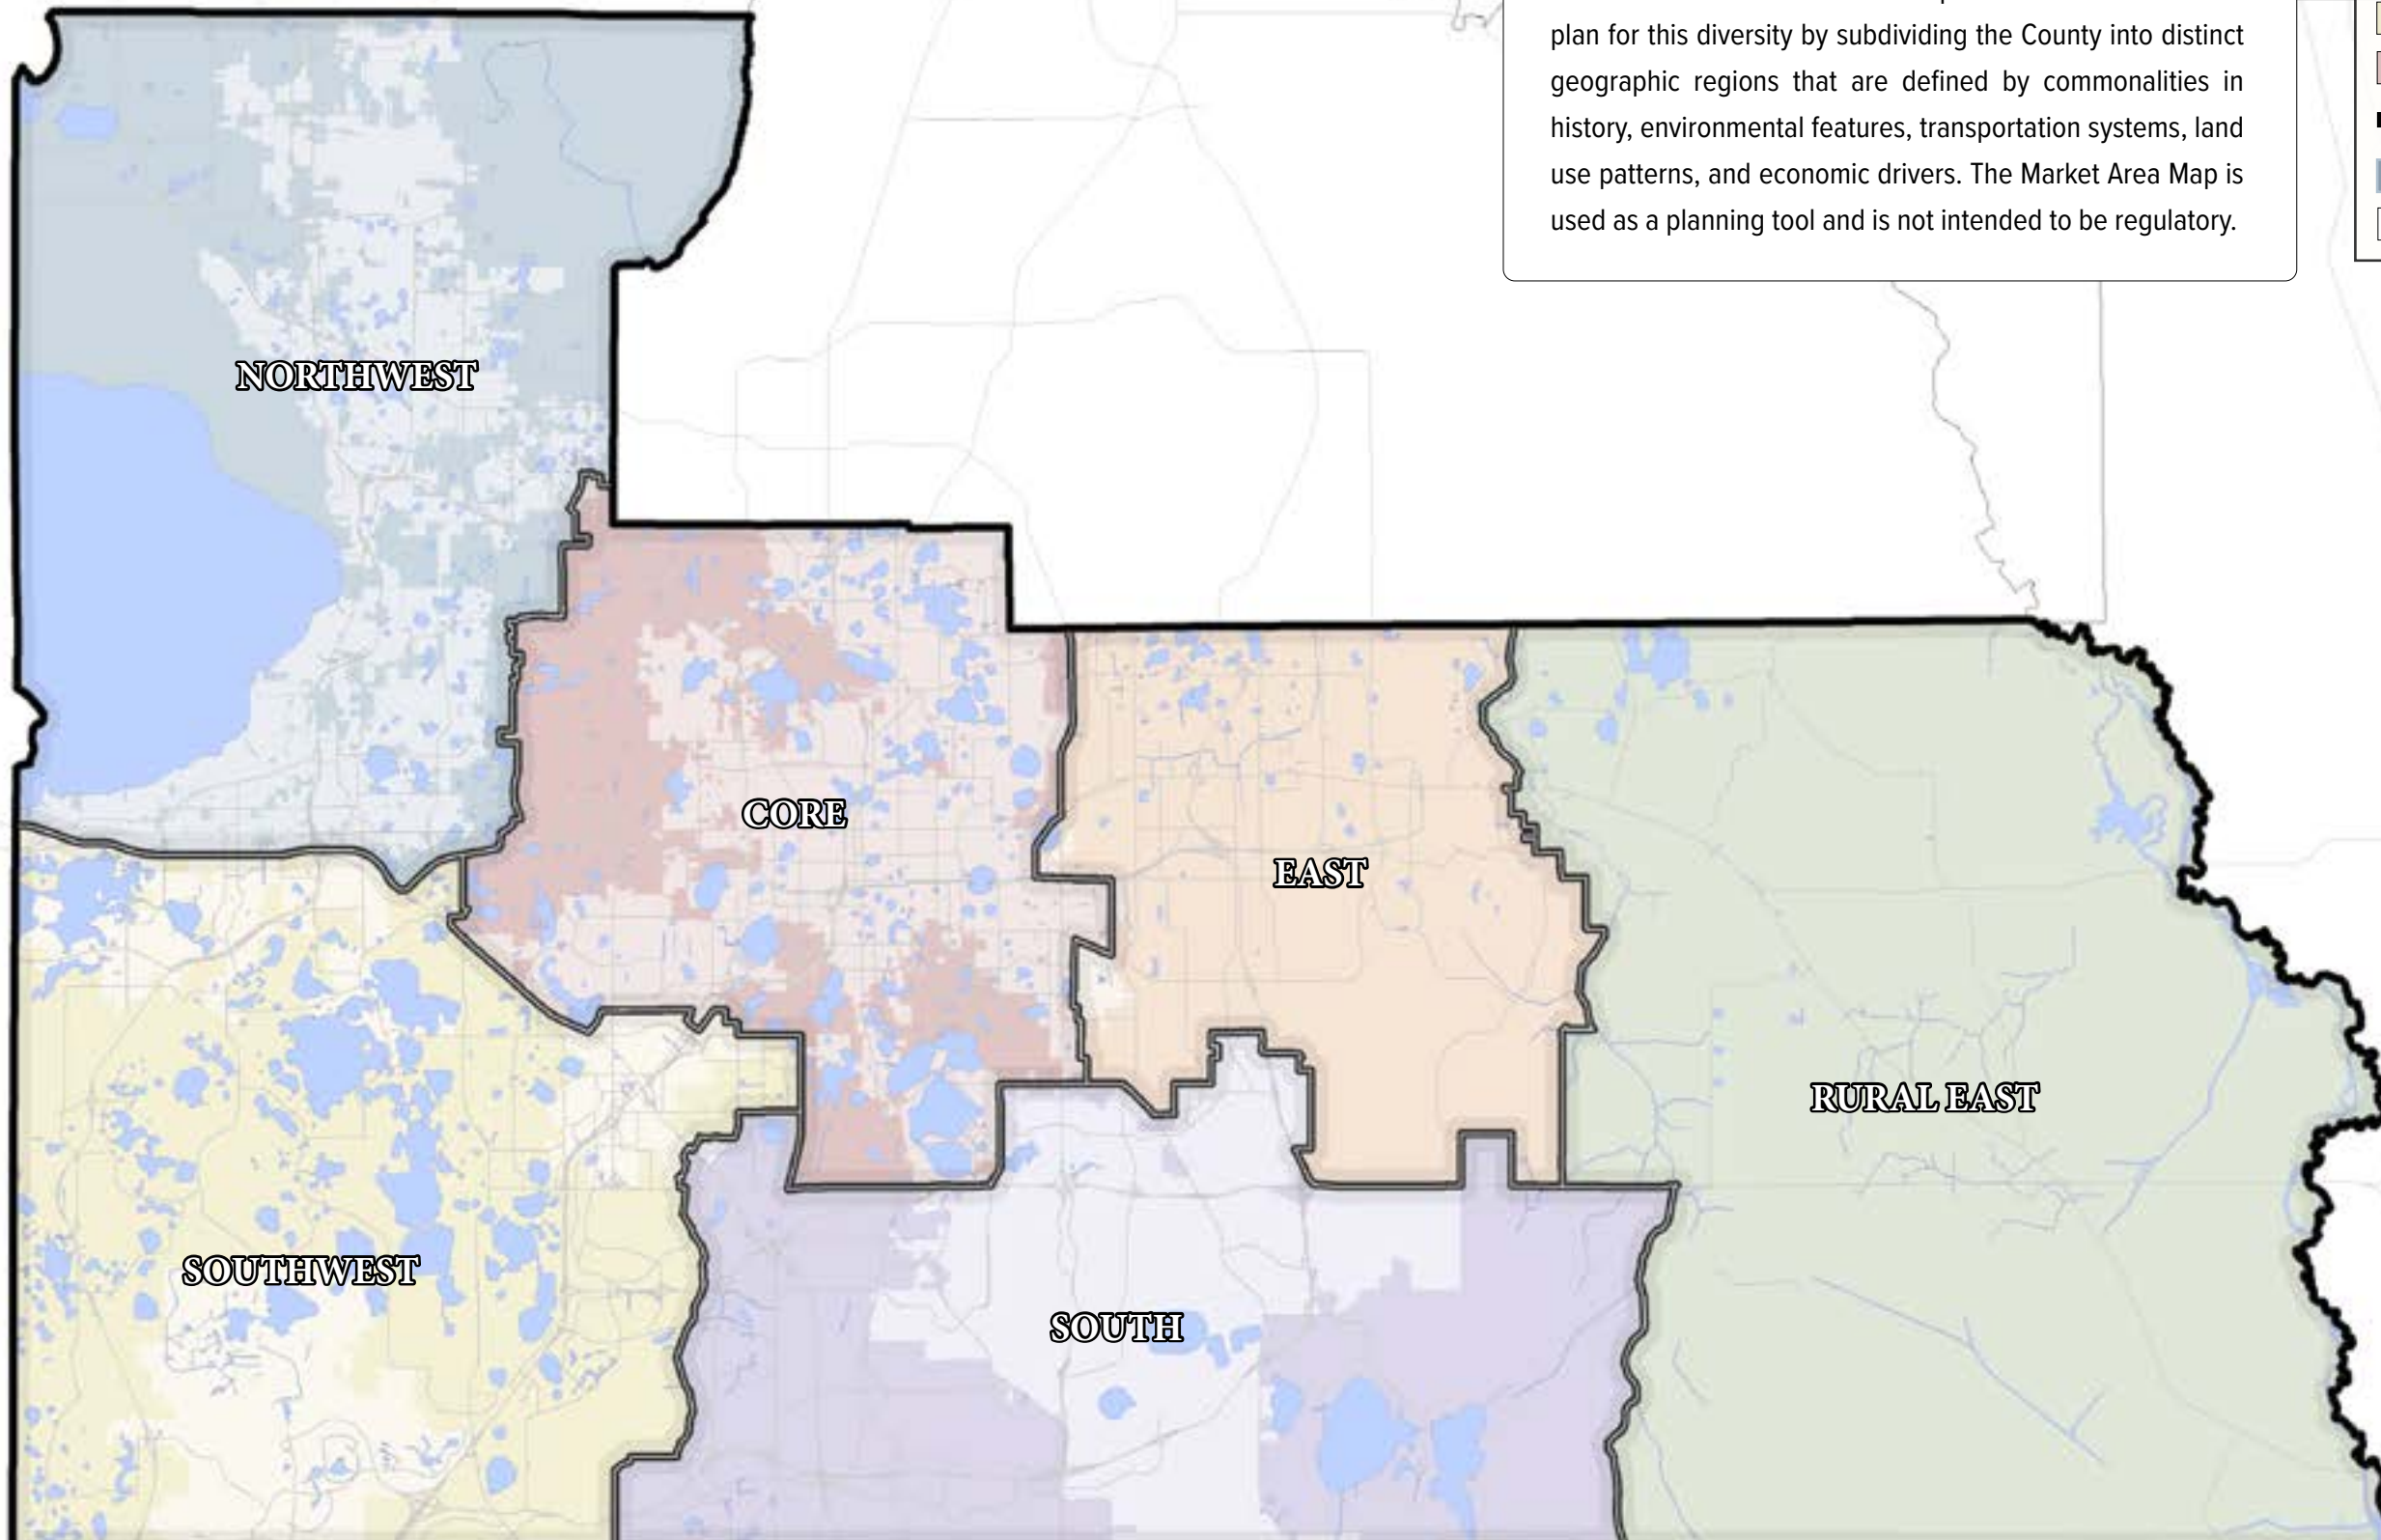 plan for this diversity by subdividing the County into distinct
geographic regions that are defined by commonalities in
history, environmental features, transportation systems, land
use patterns, and economic drivers. The Market Area Map is
used as a planning tool and is not intended to be regulatory.
NORTHWEST
CORE
EAST
RURAL EAST
SOUTHWEST
SOUTH